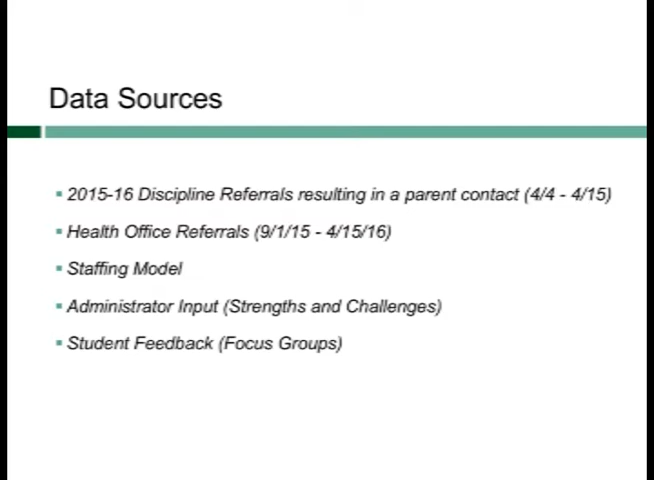 Data Sources
2015-16 Discipline Referrals resulting in a parent contact (4/4 - 4/15)
Health Office Referrals (9/1/15 - 4/15/16)
Staffing Model
Administrator Input (Strengths and Challenges)
Student Feedback (Focus Groups)